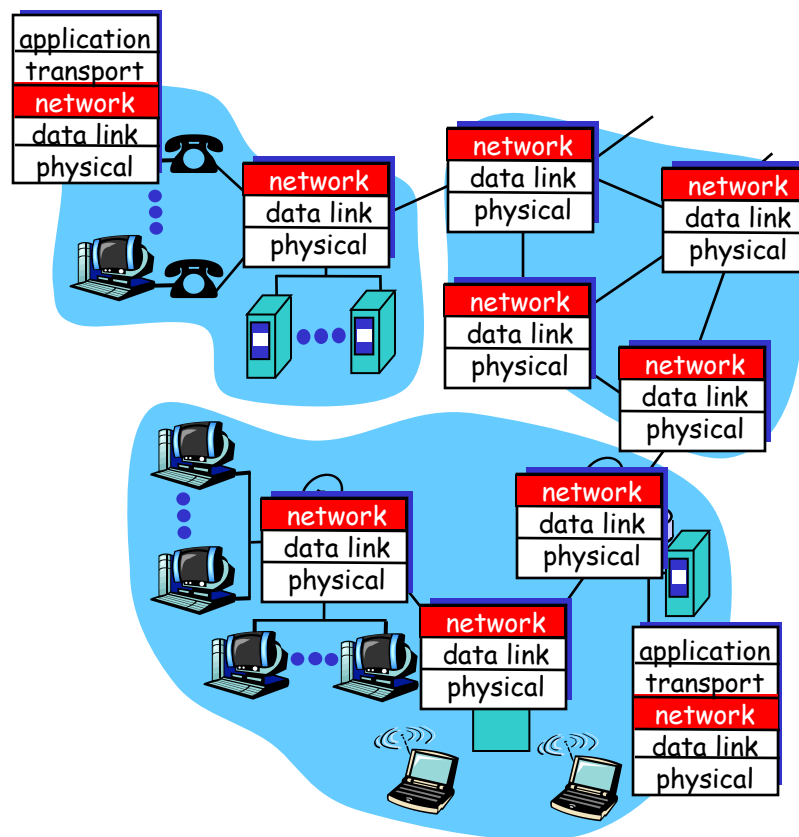 application
transport
network
data link
physical
network
data link
physical
network
data link
physical
network
data link
physical
network
data link
physical
network
data link
physical
network
data link
physical
network
data link
physical
network
data link
physical
application
transport
network
data link
physical